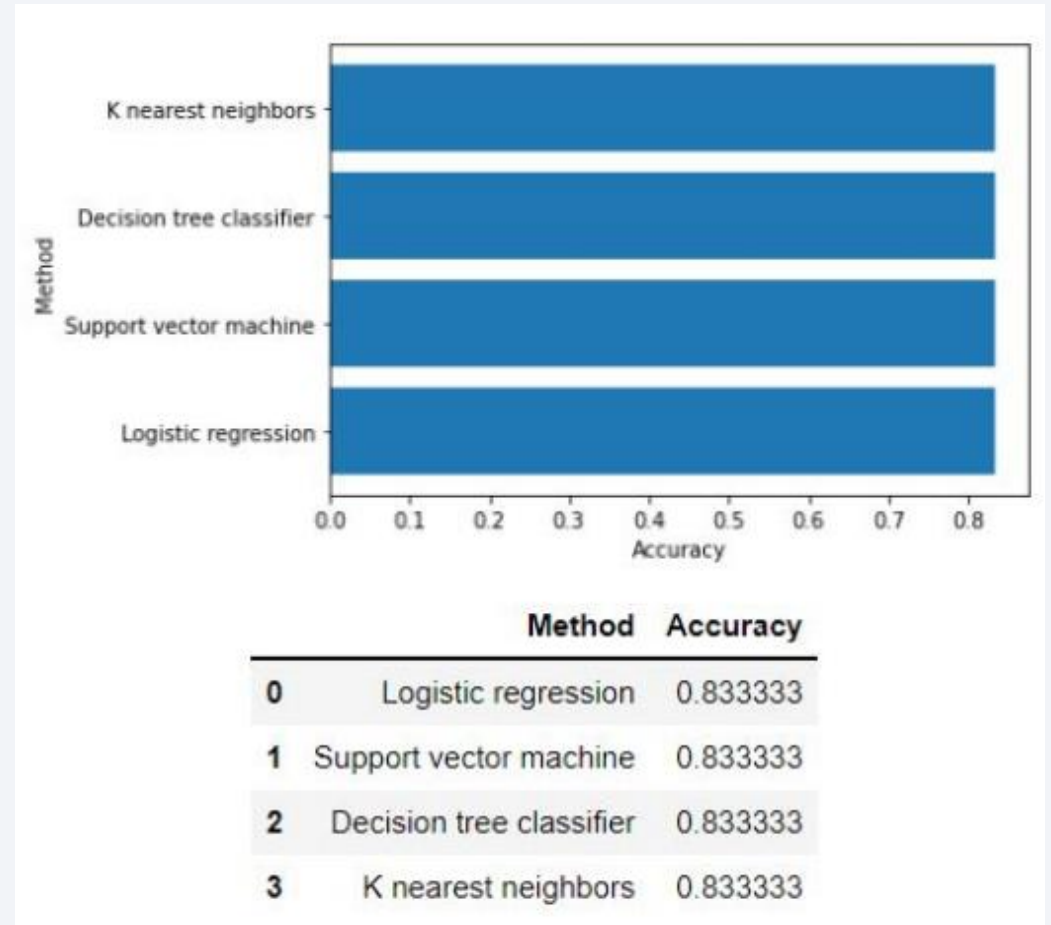 K nearest neighbors
Decision tree classifier
Method
Support vector machine
Logistic regression
0.0 0.1 0.2 0.3 0.4 0.5 0.6 0.7 0.8
Accuracy
Method Accuracy
0 Logistic regression 0.833333
1 Support vector machine 0.833333
2 Decision tree classifier 0.833333
3 K nearest neighbors 0.833333